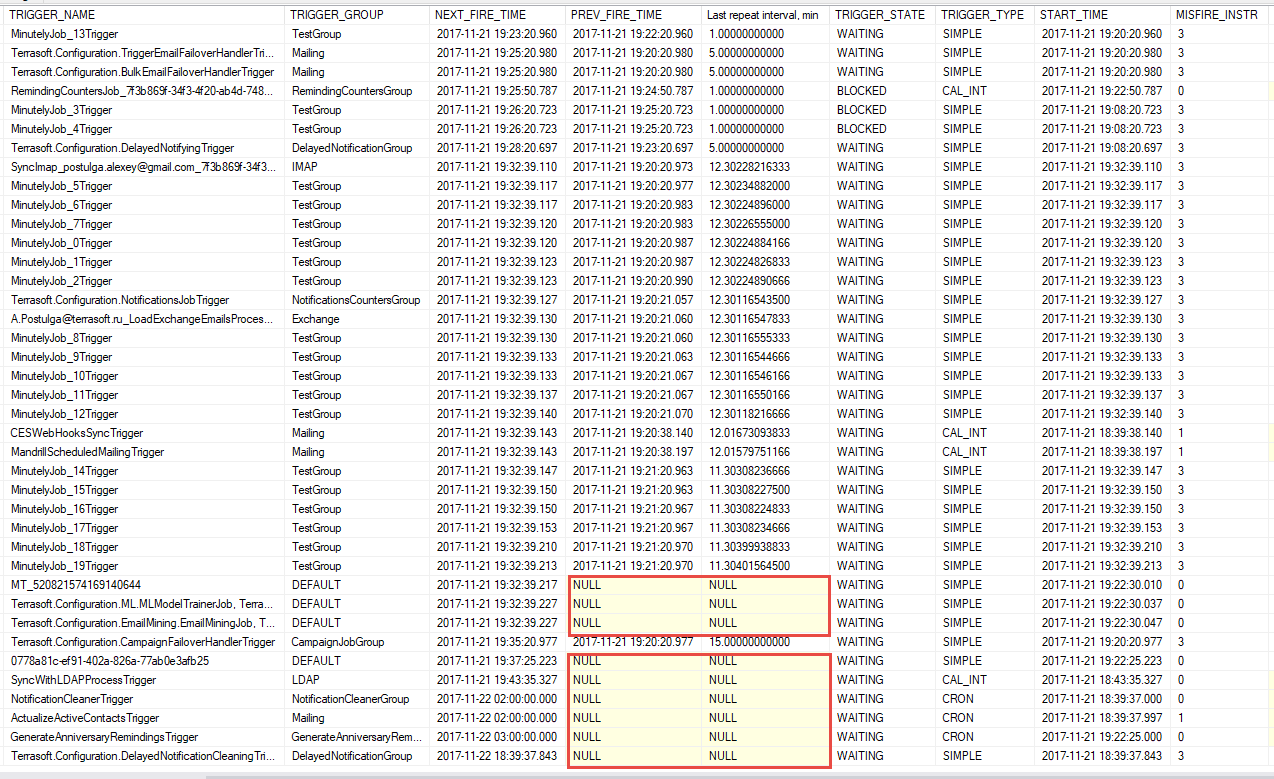 TRIGGER_NAME TRIGGER_GROUP NEXT_FIRE_TIME PREV_FIRE_TIME Last repeat interval, min TRIGGER_STATE TRIGGER_TYPE START_TIME MISFIRE_INSTR
MinutelyJob_13Trigger TestGroup 2017-11-21 19:23:20.960 2017-11-21 19:22:20.960 1.00000000000 WAITING SIMPLE 2017-11-21 19:20:20.960 3
Terrasoft.Configuration.TriggerEmailFailoverHandlerTri... Mailing 2017-11-21 19:25:20.980 2017-11-21 19:20:20.980 5.00000000000 WAITING SIMPLE 2017-11-21 19:20:20.980 3
Terrasoft.Configuration.BulkEmailFailoverHandlerTrigger Mailing 2017-11-21 19:25:20.980 2017-11-21 19:20:20.980 5.00000000000 WAITING SIMPLE 2017-11-21 19:20:20.980 3
RemindingCountersJob_7f3b869f-34f3-4f20-ab4d-748... RemindingCountersGroup 2017-11-21 19:25:50.787 2017-11-21 19:24:50.787 1.00000000000 BLOCKED CAL_INT 2017-11-21 19:22:50.787 0
MinutelyJob_3Trigger TestGroup 2017-11-21 19:26:20.723 2017-11-21 19:25:20.723 1.00000000000 BLOCKED SIMPLE 2017-11-21 19:08:20.723 3
MinutelyJob_4Trigger TestGroup 2017-11-21 19:26:20.723 2017-11-21 19:25:20.723 1.00000000000 BLOCKED SIMPLE 2017-11-21 19:08:20.723 3
Terrasoft.Configuration.DelayedNotifyingTrigger DelayedNotificationGroup 2017-11-21 19:28:20.697 2017-11-21 19:23:20.697 5.00000000000 WAITING SIMPLE 2017-11-21 19:08:20.697 3
SyncImap_postulga.alexey@gmail.com_7f3b869f-34f3... IMAP 2017-11-21 19:32:39.110 2017-11-21 19:20:20.973 12.30228216333 WAITING SIMPLE 2017-11-21 19:32:39.110 3
MinutelyJob_5Trigger TestGroup 2017-11-21 19:32:39.117 2017-11-21 19:20:20.977 12.30234882000 WAITING SIMPLE 2017-11-21 19:32:39.117 3
MinutelyJob_6Trigger TestGroup 2017-11-21 19:32:39.117 2017-11-21 19:20:20.983 12.30224896000 WAITING SIMPLE 2017-11-21 19:32:39.117 3
MinutelyJob_7Trigger TestGroup 2017-11-21 19:32:39.120 2017-11-21 19:20:20.983 12.30226555000 WAITING SIMPLE 2017-11-21 19:32:39.120 3
MinutelyJob_0Trigger TestGroup 2017-11-21 19:32:39.120 2017-11-21 19:20:20.987 12.30224884166 WAITING SIMPLE 2017-11-21 19:32:39.120 3
MinutelyJob_1Trigger TestGroup 2017-11-21 19:32:39.123 2017-11-21 19:20:20.987 12.30226826833 WAITING SIMPLE 2017-11-21 19:32:39.123 3
MinutelyJob_2Trigger TestGroup 2017-11-21 19:32:39.123 2017-11-21 19:20:20.990 12.30224890666 WAITING SIMPLE 2017-11-21 19:32:39.123 3
Terrasoft.Configuration.NotificationsJobTrigger NotificationsCountersGroup 2017-11-21 19:32:39.127 2017-11-21 19:20:21.057 12.30116543500 WAITING SIMPLE 2017-11-21 19:32:39.127 3
A.Postulga@terrasoft.ru_LoadExchangeEmailsProces... Exchange 2017-11-21 19:32:39.130 2017-11-21 19:20:21.060 12.30116547833 WAITING SIMPLE 2017-11-21 19:32:39.130 3
MinutelyJob_8Trigger TestGroup 2017-11-21 19:32:39.130 2017-11-21 19:20:21.060 12.30116555333 WAITING SIMPLE 2017-11-21 19:32:39.130 3
MinutelyJob_9Trigger TestGroup 2017-11-21 19:32:39.133 2017-11-21 19:20:21.063 12.30116544666 WAITING SIMPLE 2017-11-21 19:32:39.133 3
MinutelyJob_10Trigger TestGroup 2017-11-21 19:32:39.133 2017-11-21 19:20:21.067 12.30116546166 WAITING SIMPLE 2017-11-21 19:32:39.133 3
MinutelyJob_11Trigger TestGroup 2017-11-21 19:32:39.137 2017-11-21 19:20:21.067 12.30116550166 WAITING SIMPLE 2017-11-21 19:32:39.137 3
MinutelyJob_12Trigger TestGroup 2017-11-21 19:32:39.140 2017-11-21 19:20:21.070 12.30118216666 WAITING SIMPLE 2017-11-21 19:32:39.140 3
CESWebHooksSyncTrigger Mailing 2017-11-21 19:32:39.143 2017-11-21 19:20:38.140 12.01673093833 WAITING CAL_INT 2017-11-21 18:39:38.140 1
MandrillScheduledMailingTrigger Mailing 2017-11-21 19:32:39.143 2017-11-21 19:20:38.197 12.01579751166 WAITING CAL_INT 2017-11-21 18:39:38.197 1
MinutelyJob_14Trigger TestGroup 2017-11-21 19:32:39.147 2017-11-21 19:21:20.963 11.30308236666 WAITING SIMPLE 2017-11-21 19:32:39.147 3
MinutelyJob_15Trigger TestGroup 2017-11-21 19:32:39.150 2017-11-21 19:21:20.963 11.30308227500 WAITING SIMPLE 2017-11-21 19:32:39.150 3
MinutelyJob_16Trigger TestGroup 2017-11-21 19:32:39.150 2017-11-21 19:21:20.967 11.30308224833 WAITING SIMPLE 2017-11-21 19:32:39.150 3
MinutelyJob_17Trigger TestGroup 2017-11-21 19:32:39.153 2017-11-21 19:21:20.967 11.30308234666 WAITING SIMPLE 2017-11-21 19:32:39.153 3
MinutelyJob_18Trigger TestGroup 2017-11-21 19:32:39.210 2017-11-21 19:21:20.970 11.30399938833 WAITING SIMPLE 2017-11-21 19:32:39.210 3
MinutelyJob_19Trigger TestGroup 2017-11-21 19:32:39.213 2017-11-21 19:21:20.970 11.30401564500 WAITING SIMPLE 2017-11-21 19:32:39.213 3
MT_520821574169140644 DEFAULT 2017-11-21 19:32:39.217 NULL NULL WAITING SIMPLE 2017-11-21 19:22:30.010 0
Terrasoft.Configuration.ML.MLModelTrainerJob, Terra... DEFAULT 2017-11-21 19:32:39.227 NULL NULL WAITING SIMPLE 2017-11-21 19:22:30.037 0
Terrasoft.Configuration.EmailMining.EmailMiningJob, T... DEFAULT 2017-11-21 19:32:39.227 NULL NULL WAITING SIMPLE 2017-11-21 19:22:30.047 0
Terrasoft.Configuration.CampaignFailoverHandlerTrigger CampaignJobGroup 2017-11-21 19:35:20.977 2017-11-21 19:20:20.977 15.00000000000 WAITING SIMPLE 2017-11-21 19:20:20.977 3
0778a81c-ef91-402a-826a-77ab0e3afb25 DEFAULT 2017-11-21 19:37:25.223 NULL NULL WAITING SIMPLE 2017-11-21 19:22:25.223 0
SyncWithLDAPProcessTrigger LDAP 2017-11-21 19:43:35.327 NULL NULL WAITING CAL_INT 2017-11-21 18:43:35.327 0
NotificationCleanerTrigger NotificationCleanerGroup 2017-11-22 02:00:00.000 NULL NULL WAITING CRON 2017-11-21 18:39:37.000 0
ActualizeActiveContactsTrigger Mailing 2017-11-22 02:00:00.000 NULL NULL WAITING CRON 2017-11-21 18:39:37.997 1
GenerateAnniversaryRemindingsTrigger GenerateAnniversaryRem... 2017-11-22 03:00:00.000 NULL NULL WAITING CRON 2017-11-21 19:22:25.000 0
Terrasoft.Configuration.DelayedNotificationCleaningTri... DelayedNotificationGroup 2017-11-22 18:39:37.843 NULL NULL WAITING SIMPLE 2017-11-21 18:39:37.843 3